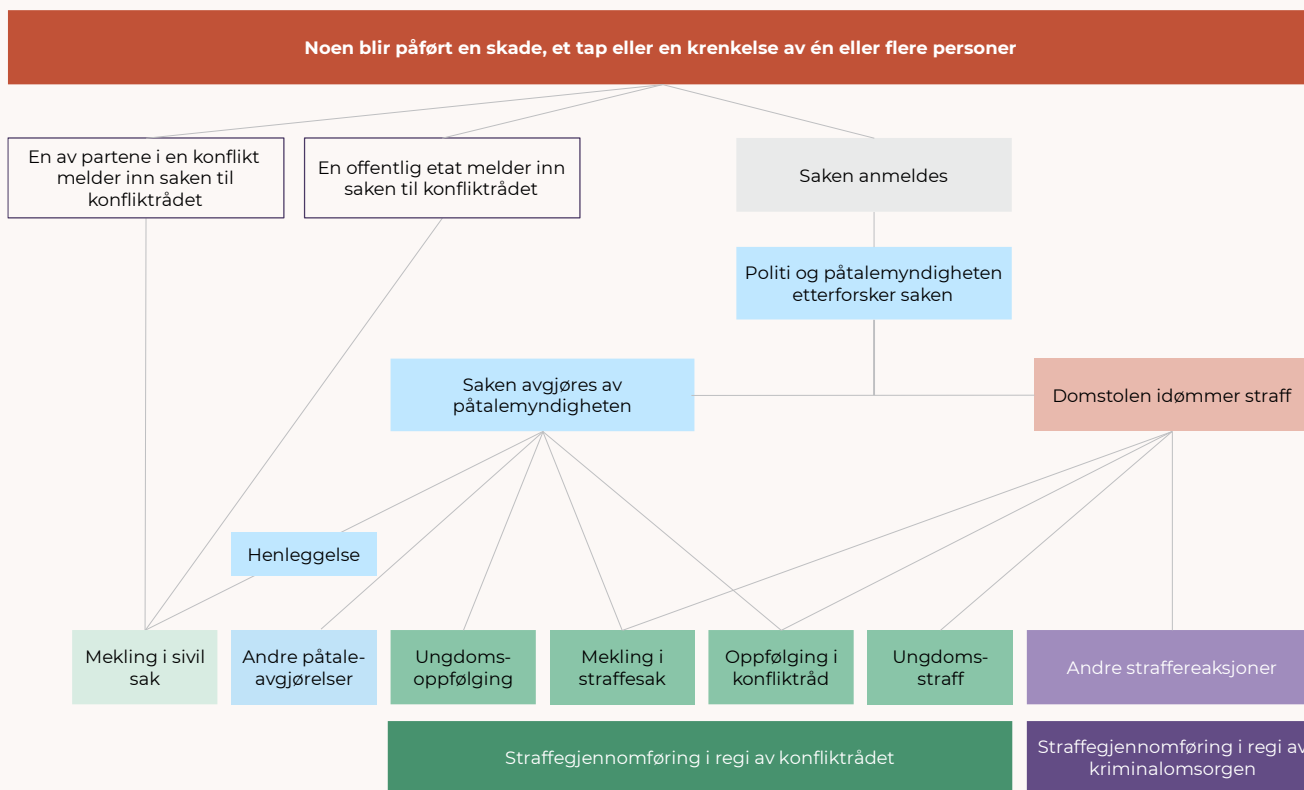 Noen blir påført en skade, et tap eller en krenkelse av én eller flere personer
En av partene i en konflikt
melder inn saken til
konfliktrådet
En offentlig etat melder inn
saken til konfliktrådet
Saken anmeldes
Politi og påtalemyndigheten
etterforsker saken
Saken avgjøres av
påtalemyndigheten
Domstolen idømmer straff
Henleggelse
Mekling i sivil
sak
Andre påtale-
avgjørelser
Ungdoms-
oppfølging
Mekling i
straffesak
Oppfølging i
konfliktråd
Ungdoms-
straff
Andre straffereaksjoner
Straffegjennomføring i regi av konfliktrådet
Straffegjennomføring i regi av
kriminalomsorgen